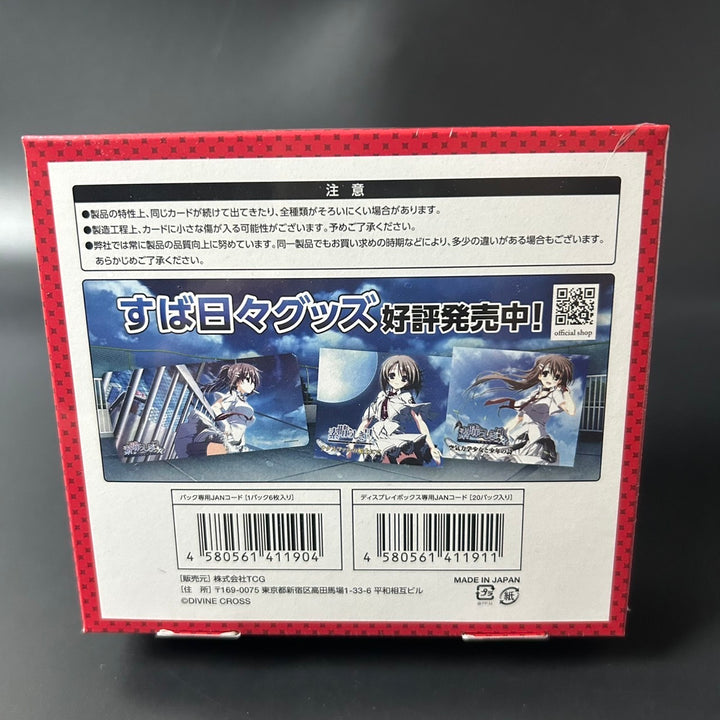 注 意
●製品の特性上、同じカードが続けて出てきたり、全種類がそろいにくい場合があります。
●製造工程上、カードに小さな傷が入る可能性がございます。予めご了承ください。
●弊社では常に製品の品質向上に努めています。同一製品でもお買い求めの時期などにより、多少の違いがある場合もございます。
あらかじめご了承ください。
すば日々グッズ 好評発売中!
official shop
パック専用JANコード [1パック6枚入り]
4 580561 411904
ディスプレイボックス専用JANコード [20パック入り]
4 580561 411911
[販売元] 株式会社TCG
[住 所] 〒169-0075 東京都新宿区高田馬場1-33-6 平和相互ビル
©DIVINE CROSS
MADE IN JAPAN
プラ
紙